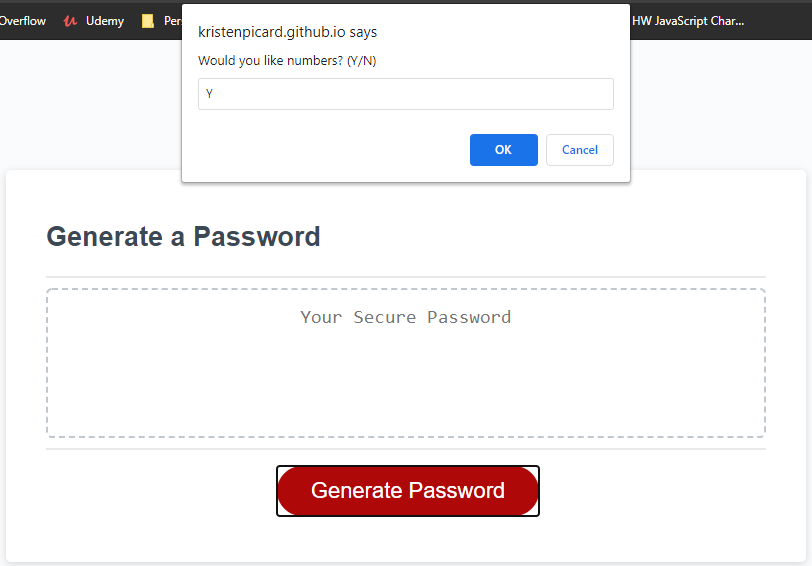 Overflow Udemy Per
HW JavaScript Char...
kristenpicard.github.io says
Would you like numbers? (Y/N)
Y
OK Cancel
Generate a Password
Your Secure Password
Generate Password